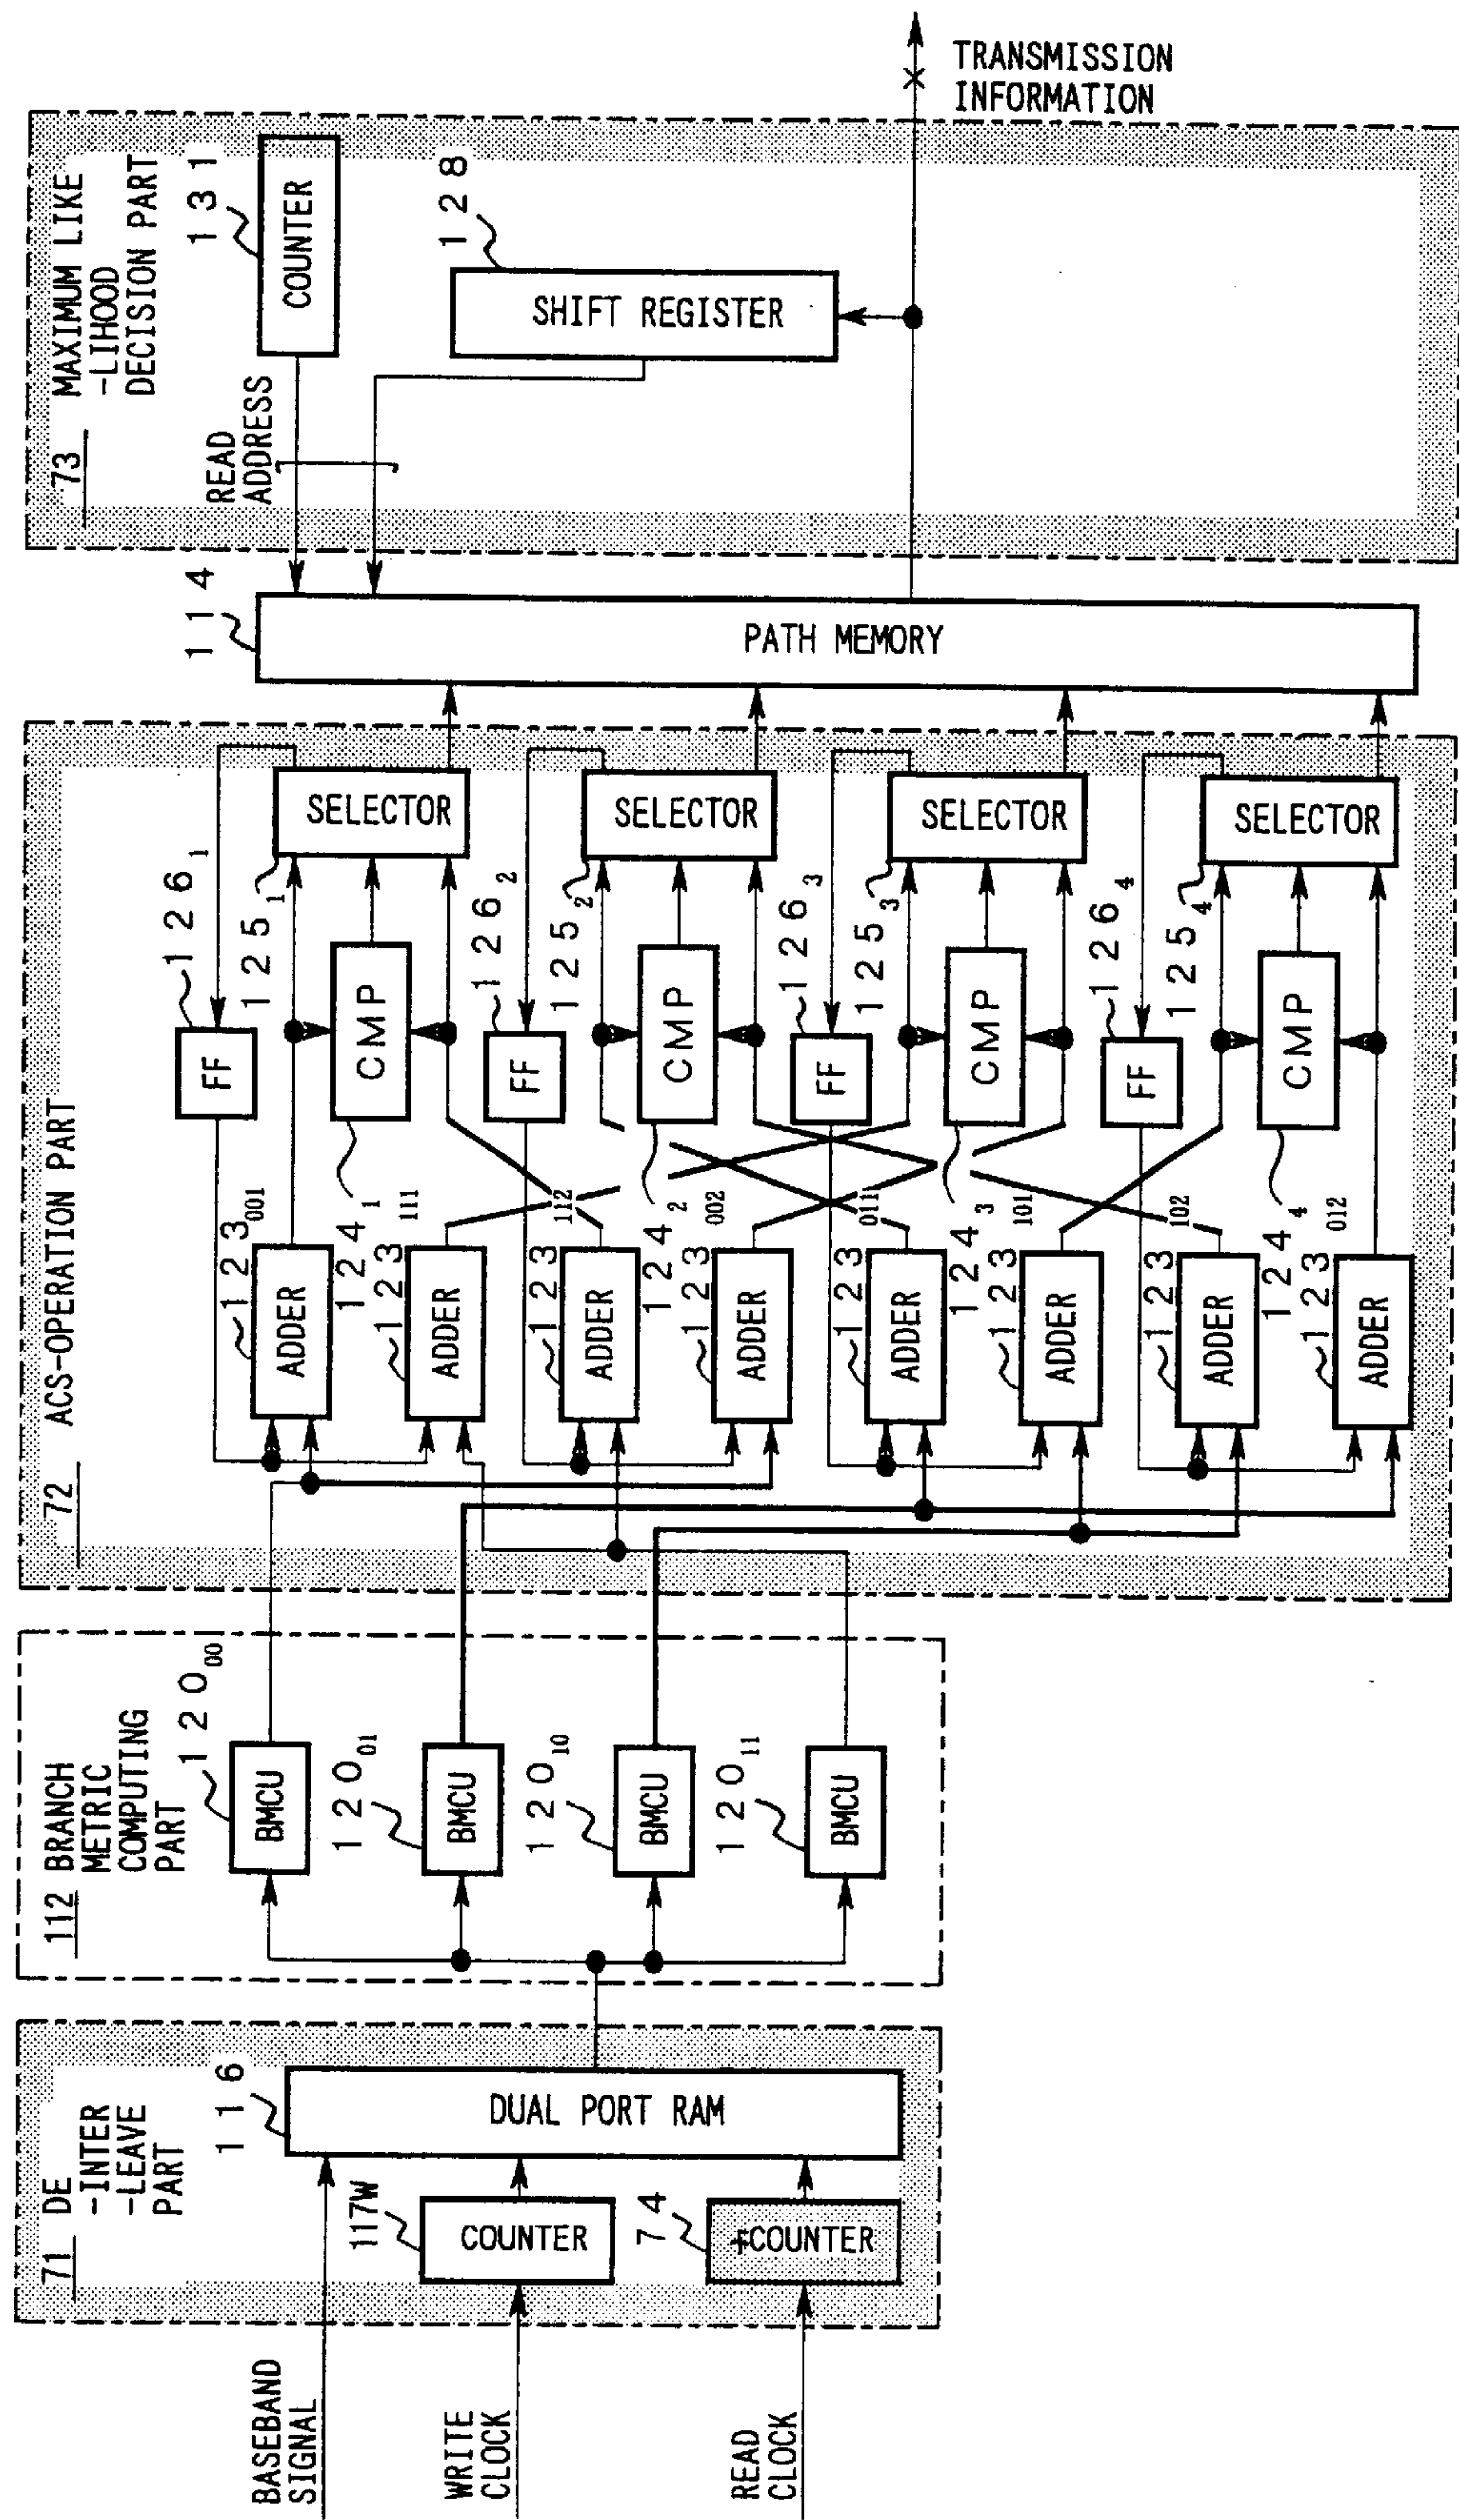 BASEBAND
SIGNAL
WRITE
CLOCK
READ
CLOCK
71 DE
-INTER
-LEAVE
PART
116
DUAL PORT RAM
117W
COUNTER
74
+COUNTER
112 BRANCH
METRIC
COMPUTING
PART
120₀₀
BMCU
120₀₁
BMCU
120₁₀
BMCU
120₁₁
BMCU
72 ACS-OPERATION PART
123₀₀₁
ADDER
123₁₁₁
ADDER
123₁₁₂
ADDER
123₀₀₂
ADDER
123₀₁₁
ADDER
123₁₀₁
ADDER
123₁₀₂
ADDER
123₀₁₂
ADDER
126₁
FF
124₁
CMP
125₁
SELECTOR
126₂
FF
124₂
CMP
125₂
SELECTOR
126₃
FF
124₃
CMP
125₃
SELECTOR
126₄
FF
124₄
CMP
125₄
SELECTOR
114
PATH MEMORY
73 MAXIMUM LIKE
-LIHOOD
DECISION PART
READ
ADDRESS
131
COUNTER
128
SHIFT REGISTER
TRANSMISSION
INFORMATION